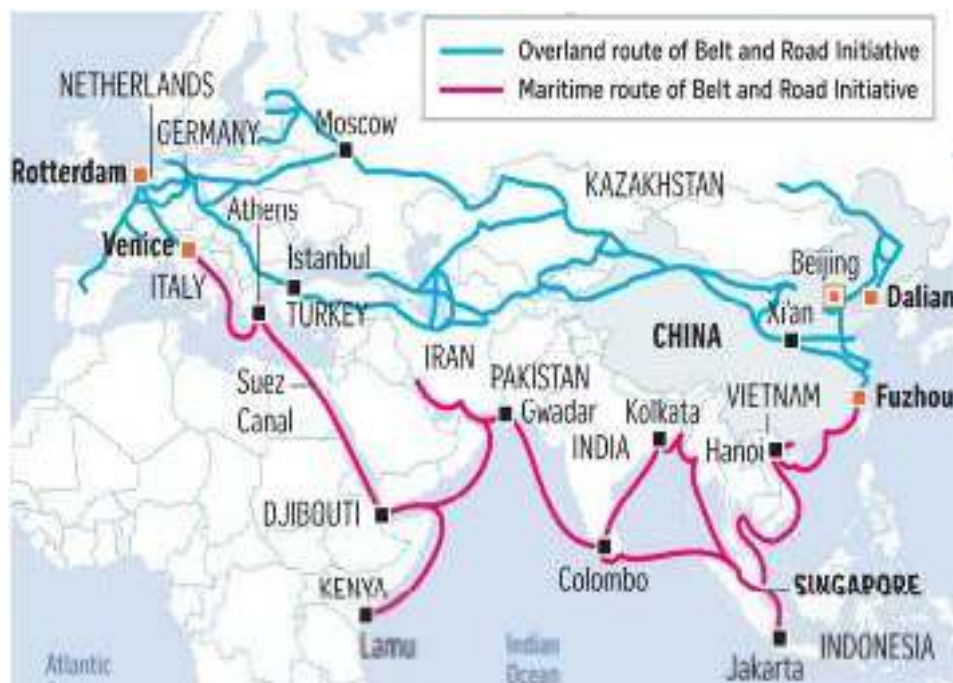 Overland route of Belt and Road Initiative
Maritime route of Belt and Road Initiative
NETHERLANDS
GERMANY
Moscow
Rotterdam
KAZAKHSTAN
Athens
Venice
Istanbul
Beijing
ITALY
TURKEY
Xi'an
Dalian
CHINA
IRAN
Suez
Canal
PAKISTAN
Gwadar
Kolkata
VIETNAM
Fuzhou
INDIA
Hanoi
DJIBOUTI
Colombo
SINGAPORE
KENYA
Lamu
Indian
Ocean
INDONESIA
Jakarta
Atlantic